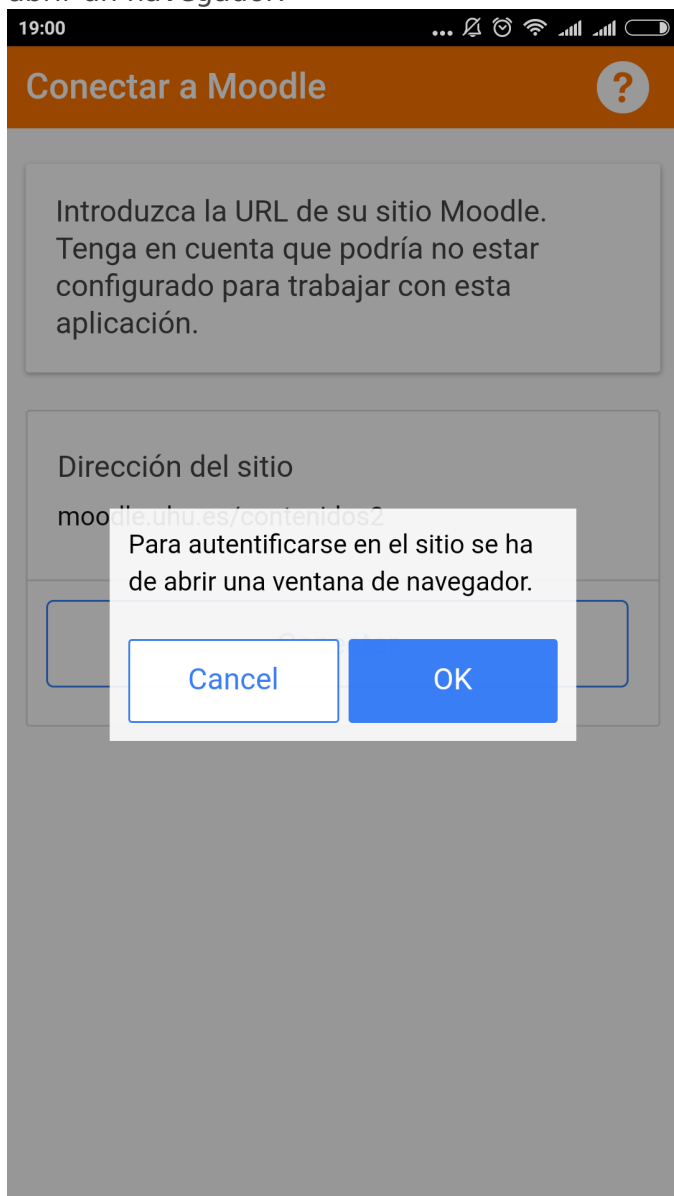 19:00
Conectar a Moodle
?
Introduzca la URL de su sitio Moodle.
Tenga en cuenta que podría no estar
configurado para trabajar con esta
aplicación.
Dirección del sitio
moodle.uhu.es/contenidos2
Para autentificarse en el sitio se ha
de abrir una ventana de navegador.
Cancel
OK